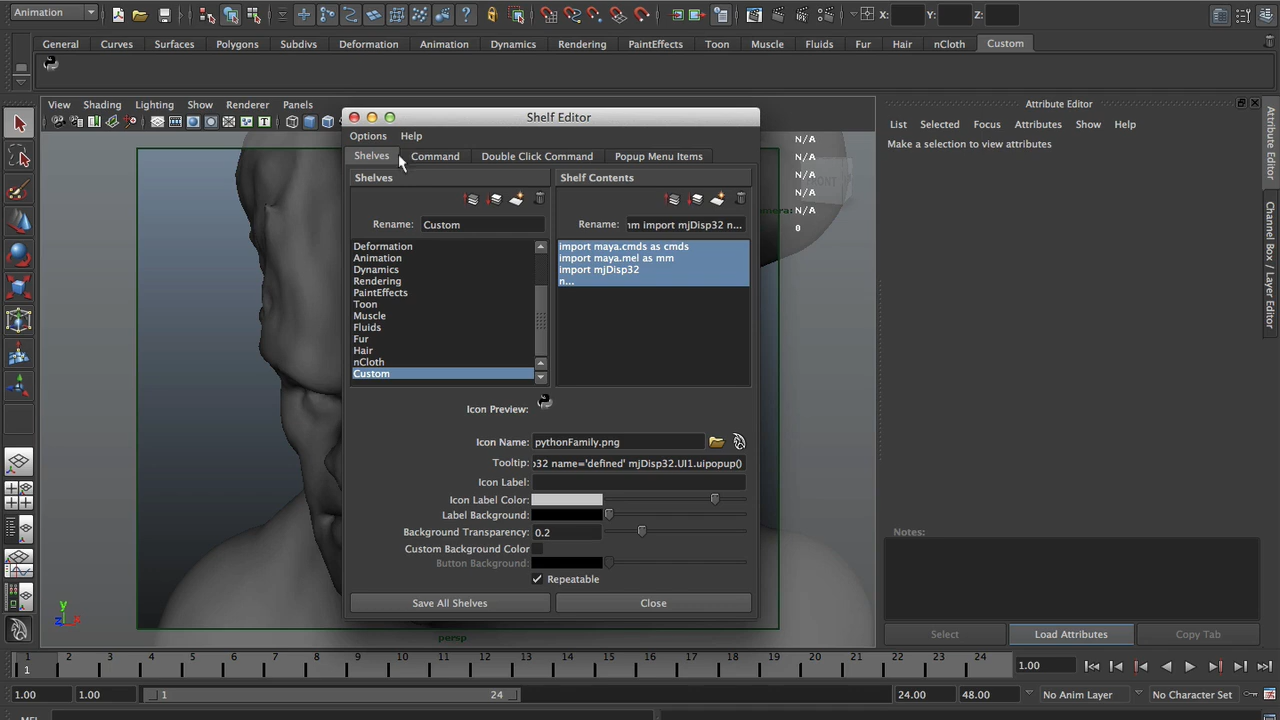 Animation X: Y: Z:
General Curves Surfaces Polygons Subdivs Deformation Animation Dynamics Rendering PaintEffects Toon Muscle Fluids Fur Hair nCloth Custom
View Shading Lighting Show Renderer Panels
Shelf Editor
Options Help
Shelves Command Double Click Command Popup Menu Items
Shelves
Rename: Custom
Deformation
Animation
Dynamics
Rendering
PaintEffects
Toon
Muscle
Fluids
Fur
Hair
nCloth
Custom
Shelf Contents
Rename: nm import mjDisp32 n...
import maya.cmds as cmds
import maya.mel as mm
import mjDisp32
n...
Icon Preview:
Icon Name: pythonFamily.png
Tooltip: p32 name='defined' mjDisp32.UI1.uipopup()
Icon Label:
Icon Label Color:
Label Background:
Background Transparency: 0.2
Custom Background Color
Button Background:
Repeatable
Save All Shelves Close
N/A
N/A
N/A
N/A
N/A
0
FRONT
persp
y
z
Attribute Editor
List Selected Focus Attributes Show Help
Make a selection to view attributes
Notes:
Select Load Attributes Copy Tab
Attribute Editor
Channel Box / Layer Editor
1 2 3 4 5 6 7 8 9 10 11 12 13 14 15 16 17 18 19 20 21 22 23 24
1 1.00
1.00 1.00 1 24 24.00 48.00 No Anim Layer No Character Set
MEL